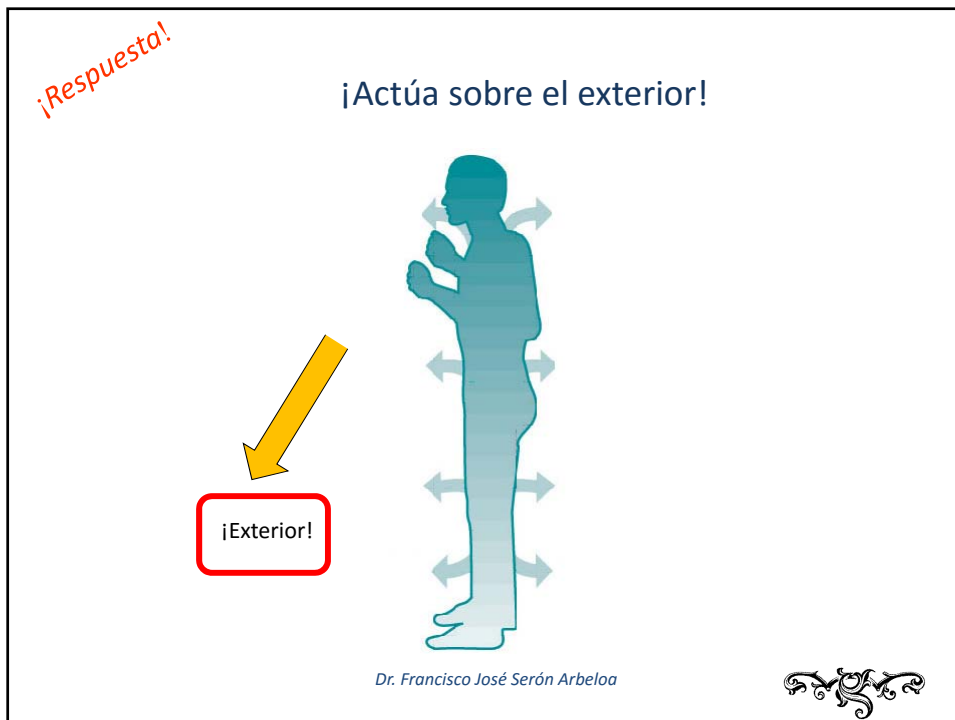 ¡Respuesta!
¡Actúa sobre el exterior!
¡Exterior!
Dr. Francisco José Serón Arbeloa